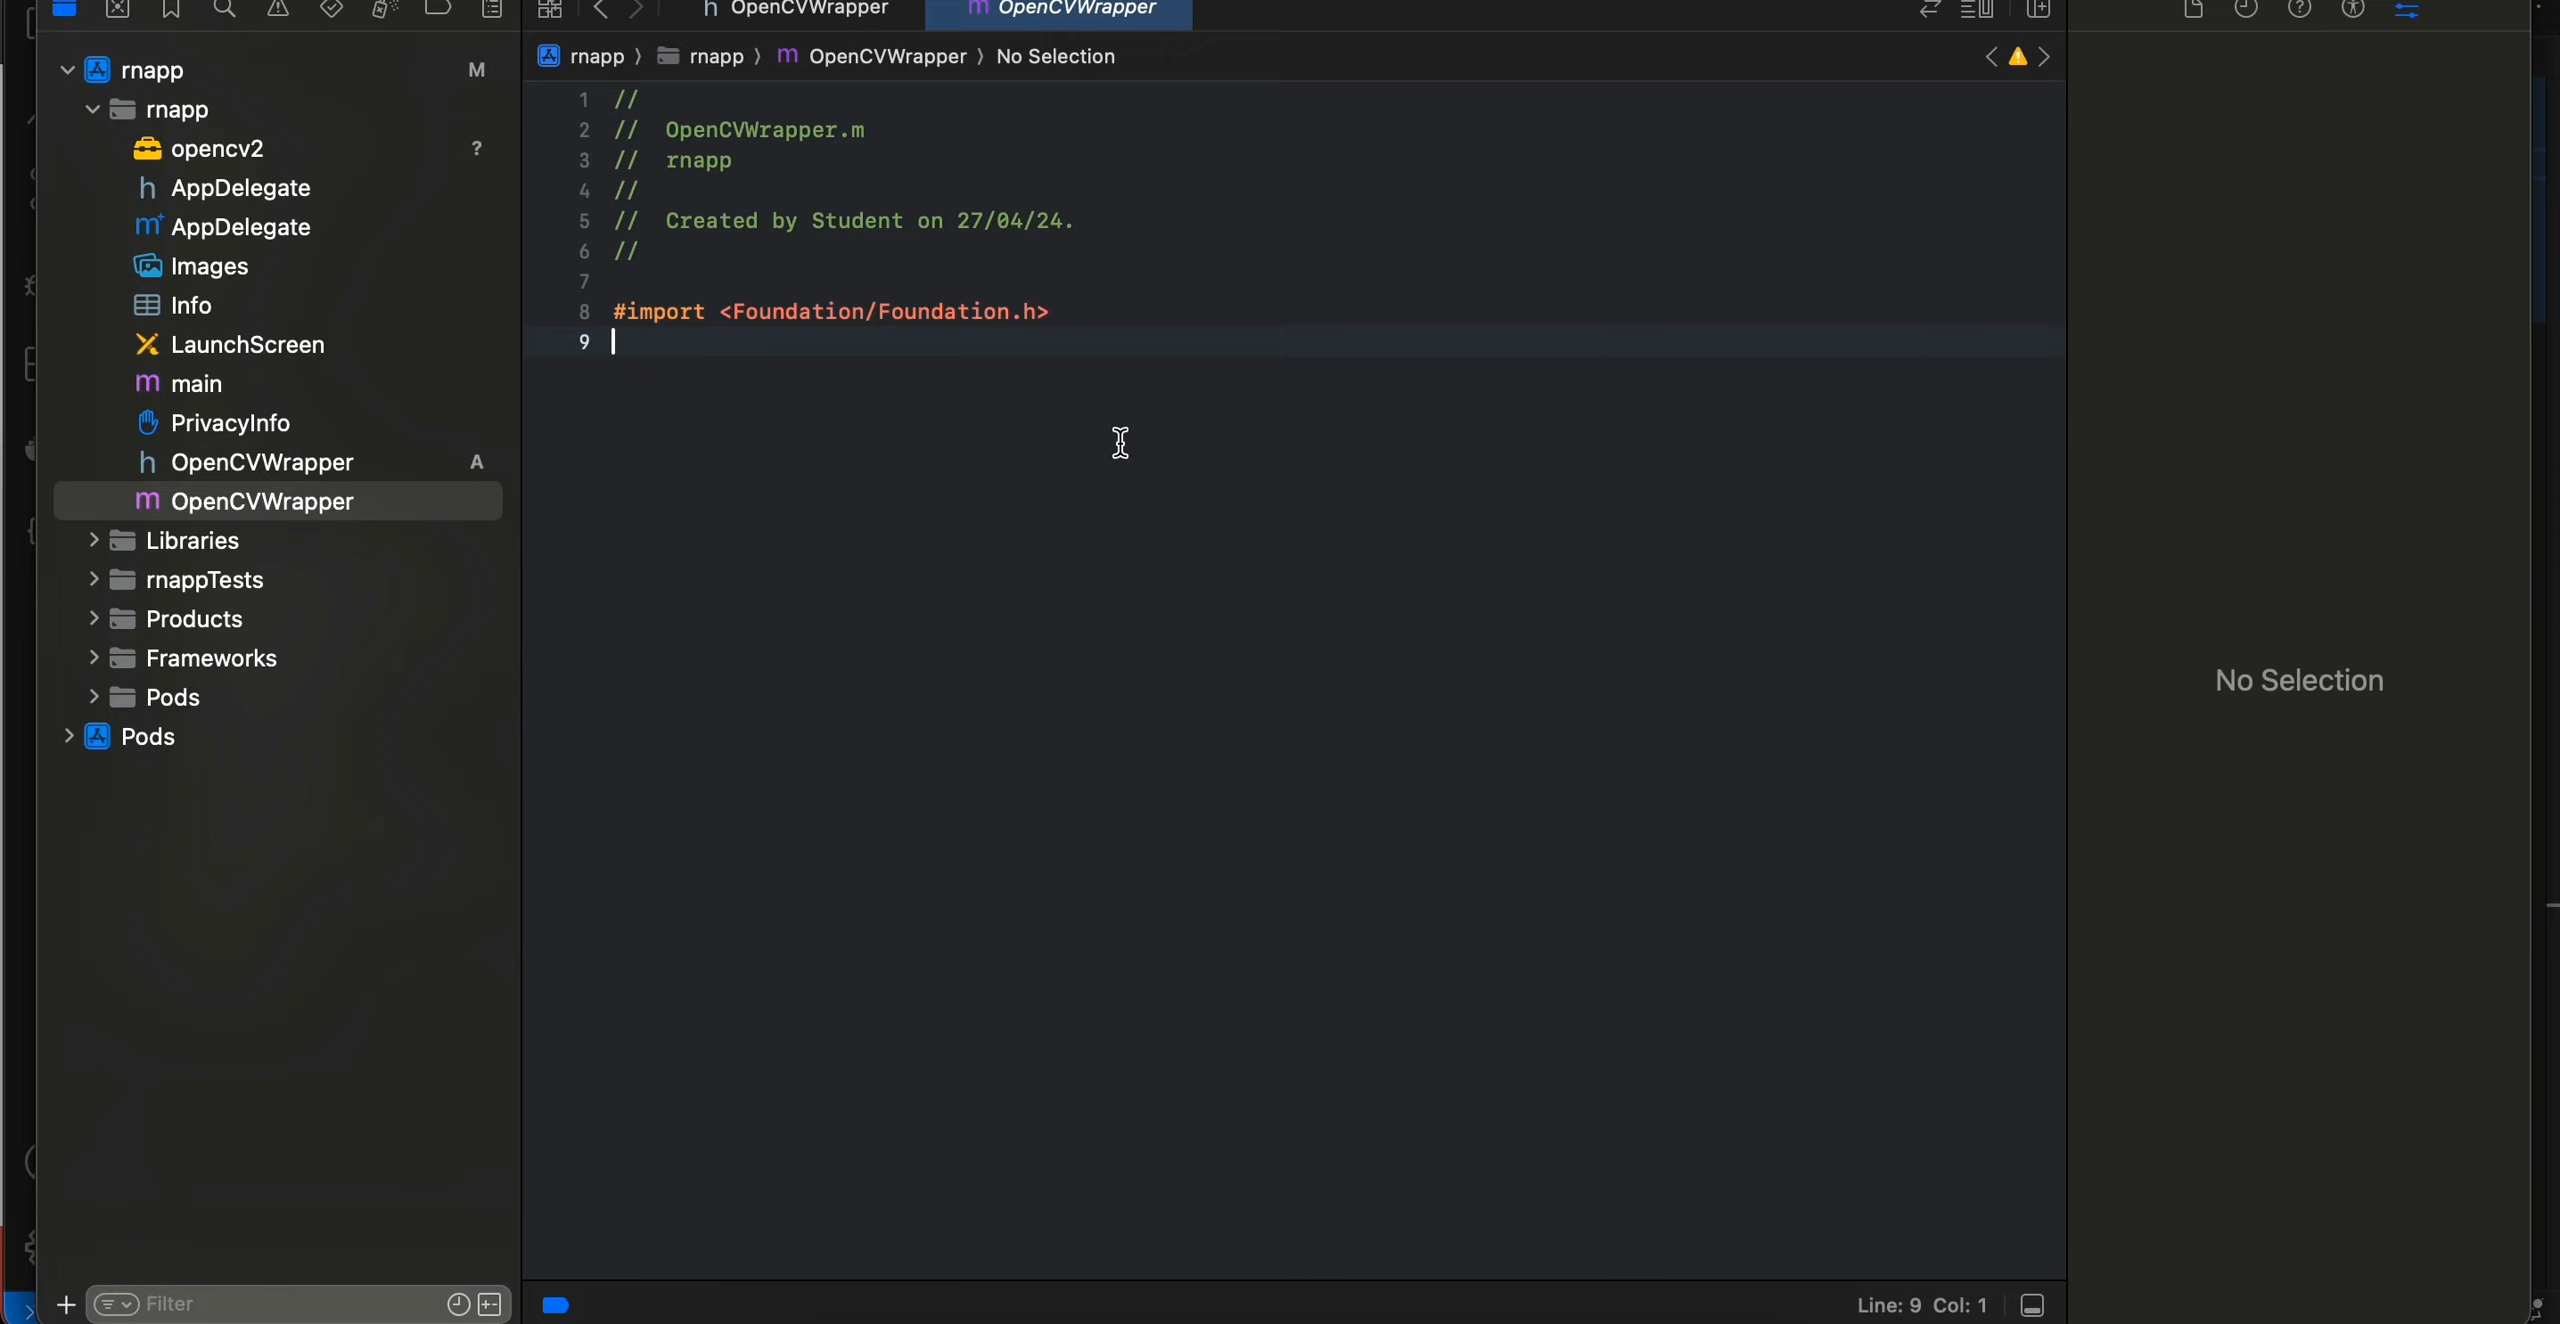 OpenCVWrapper
OpenCVWrapper
rnapp
M
rnapp
opencv2
?
AppDelegate
AppDelegate
Images
Info
LaunchScreen
main
PrivacyInfo
OpenCVWrapper
A
OpenCVWrapper
Libraries
rnappTests
Products
Frameworks
Pods
Pods
Filter
rnapp 〉 rnapp 〉 m OpenCVWrapper 〉 No Selection
1 //
2 //  OpenCVWrapper.m
3 //  rnapp
4 //
5 //  Created by Student on 27/04/24.
6 //
7
8 #import <Foundation/Foundation.h>
9
Line: 9 Col: 1
No Selection